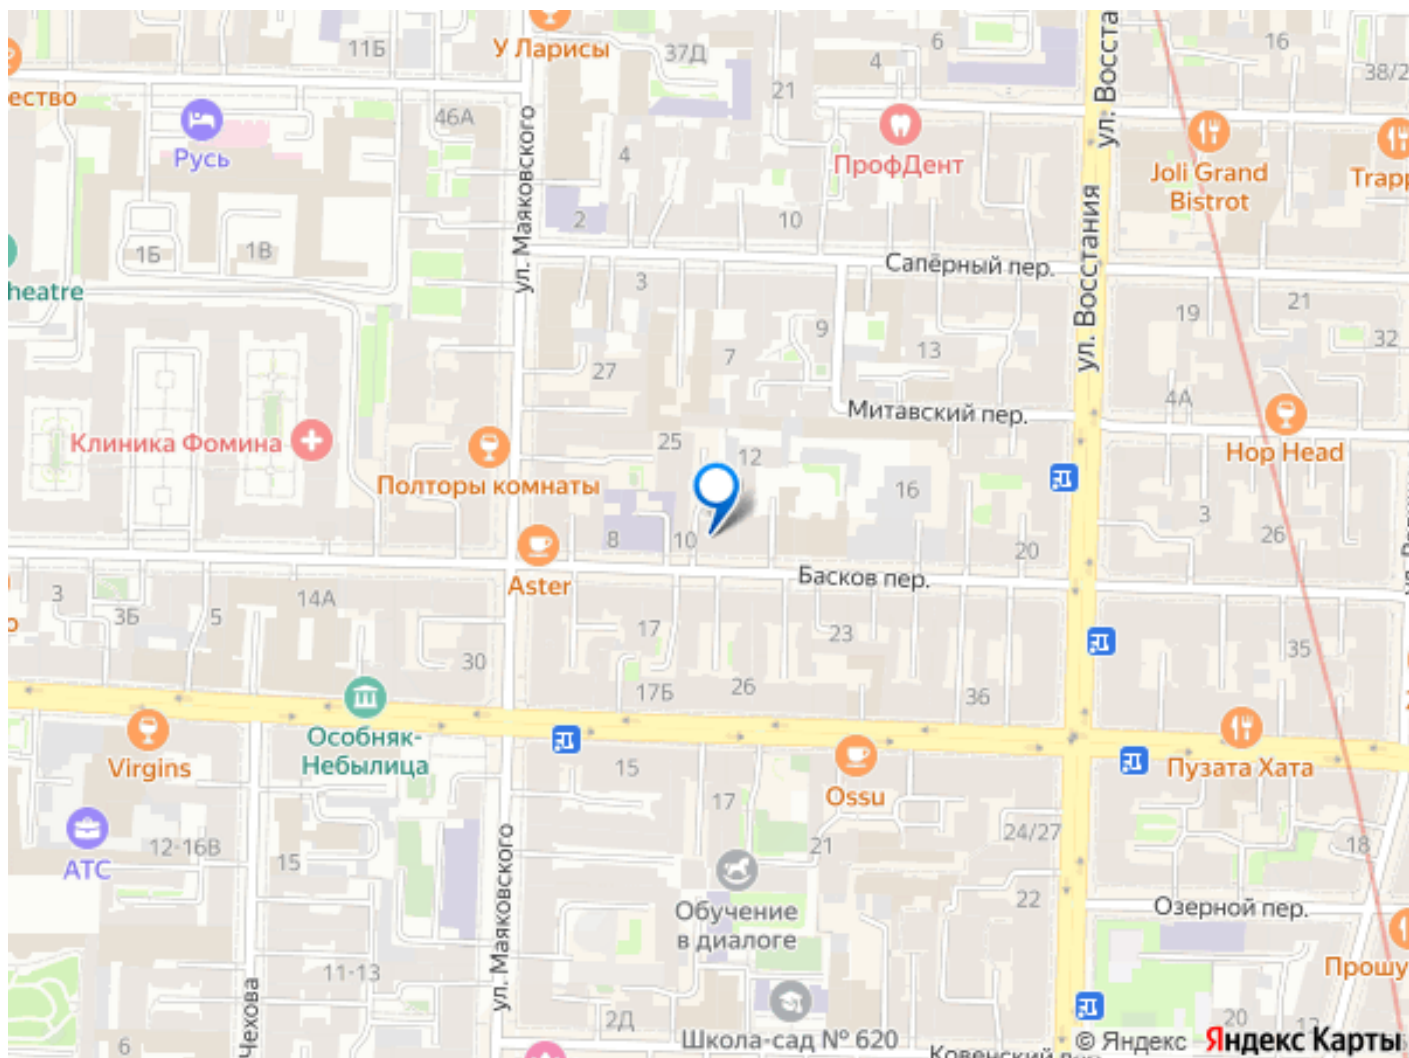 У Ларисы
11Б
37Д
6
4
16
38/2
ул. Восста
ество
21
46А
Русь
ул. Маяковского
4
ПрофДент
Joli Grand
Bistrot
Trapp
2
10
ул. Восстания
1Б
1В
Сапёрный пер.
heatre
3
9
19
21
32
7
13
27
4А
Митавский пер.
Клиника Фомина
25
12
Hop Head
Полторы комнаты
16
3
26
8
10
20
Aster
Басков пер.
3
3Б
5
14А
17
23
35
о
30
17Б
26
36
Особняк-
Небылица
Virgins
15
Ossu
Пузата Хата
17
24/27
АТС
12-16В
15
21
18
ул. Маяковского
22
Обучение
в диалоге
Озерной пер.
11-13
Прошу
Чехова
2Д
Школа-сад № 620
20
6
© Яндекс
Яндекс Карты